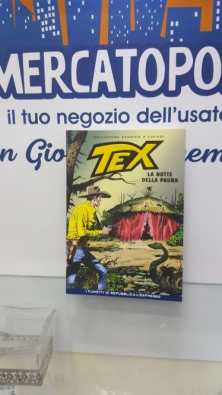 MERCATOPO
il tuo negozio dell'usato
n Gio
cem
COLLEZIONE STORICA A COLORI
TEX
LA NOTTE
DELLA PAURA
I FUMETTI DI REPUBBLICA-L'ESPRESSO